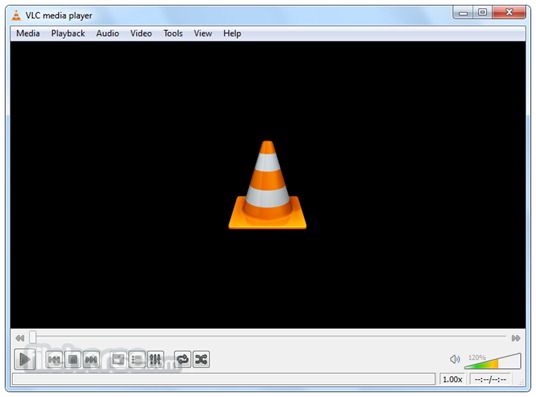 VLC media player
Media Playback Audio Video Tools View Help
120%
1.00x --:--/--:--